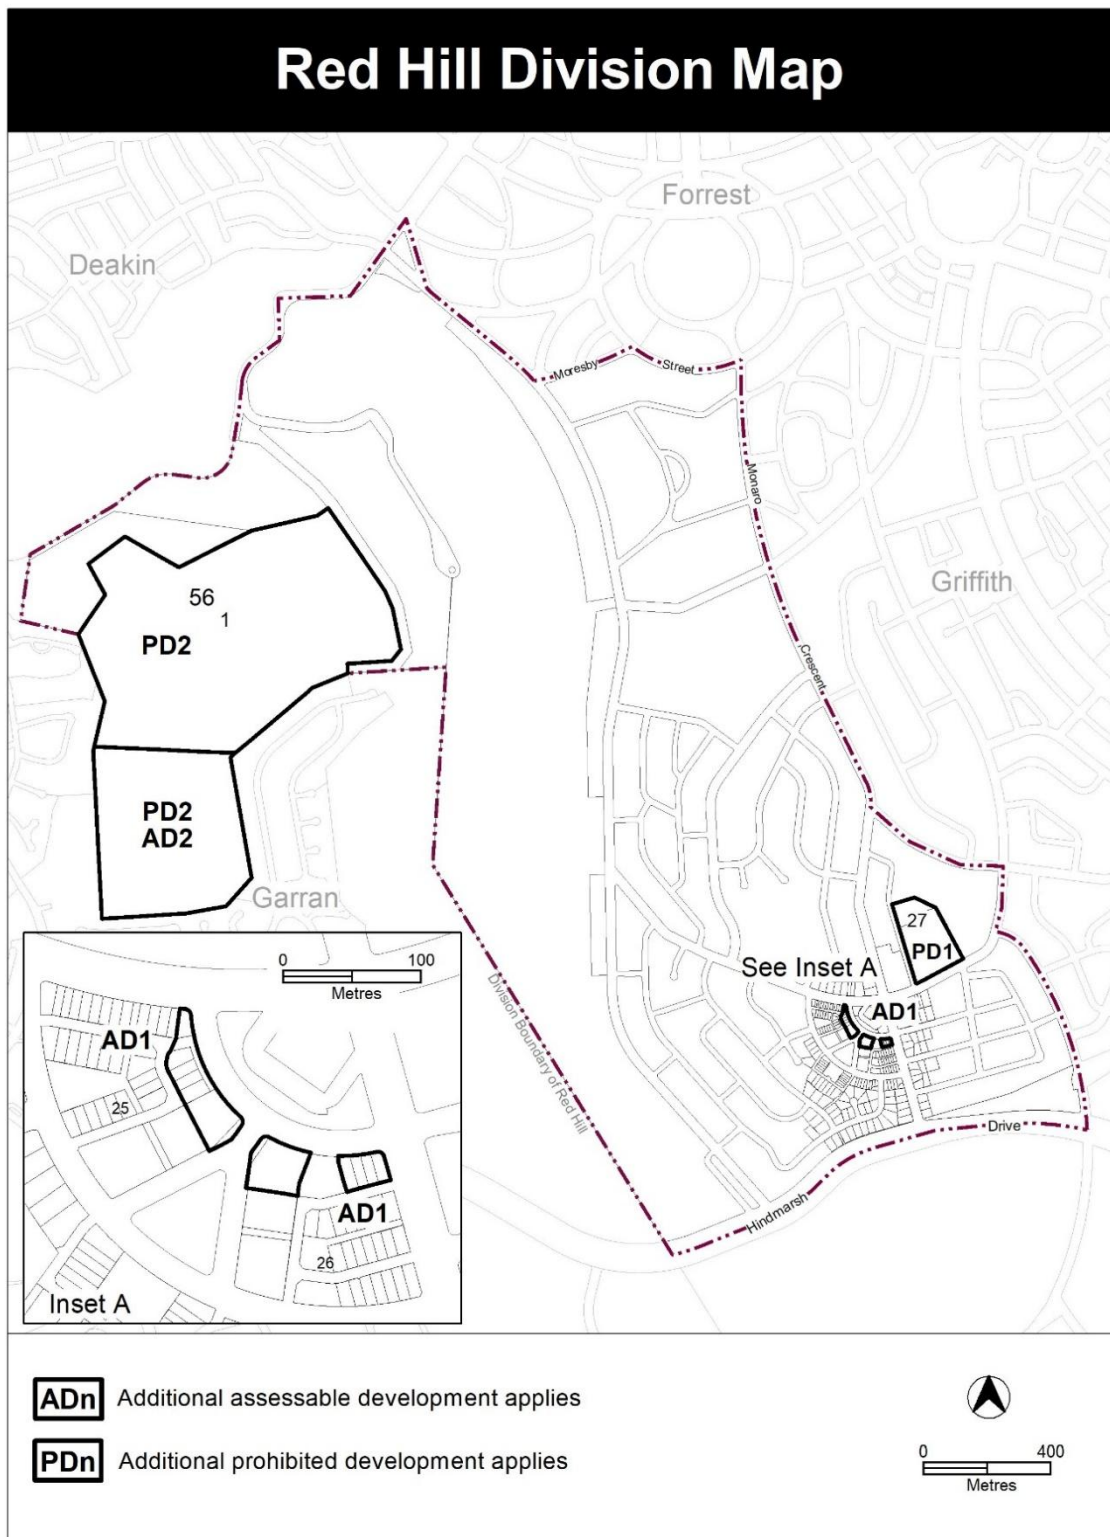 Red Hill Division Map
Forrest
Deakin
Moresby
Street
Monaro
Griffith
56
1
PD2
Crescent
PD2
AD2
Garran
27
PD1
See Inset A
AD1
Division Boundary of Red Hill
Drive
Hindmarsh
0 100
Metres
AD1
25
AD1
26
Inset A
ADn Additional assessable development applies
PDn Additional prohibited development applies
0 400
Metres